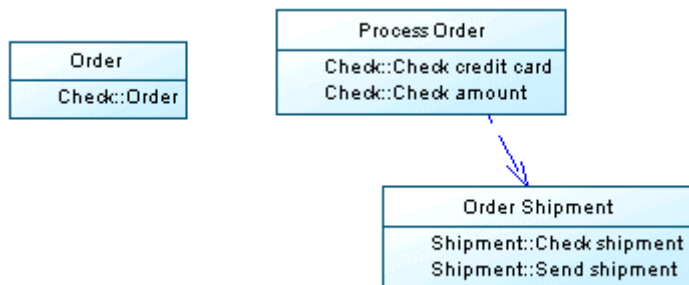 Order
Check::Order
Process Order
Check::Check credit card
Check::Check amount
Order Shipment
Shipment::Check shipment
Shipment::Send shipment